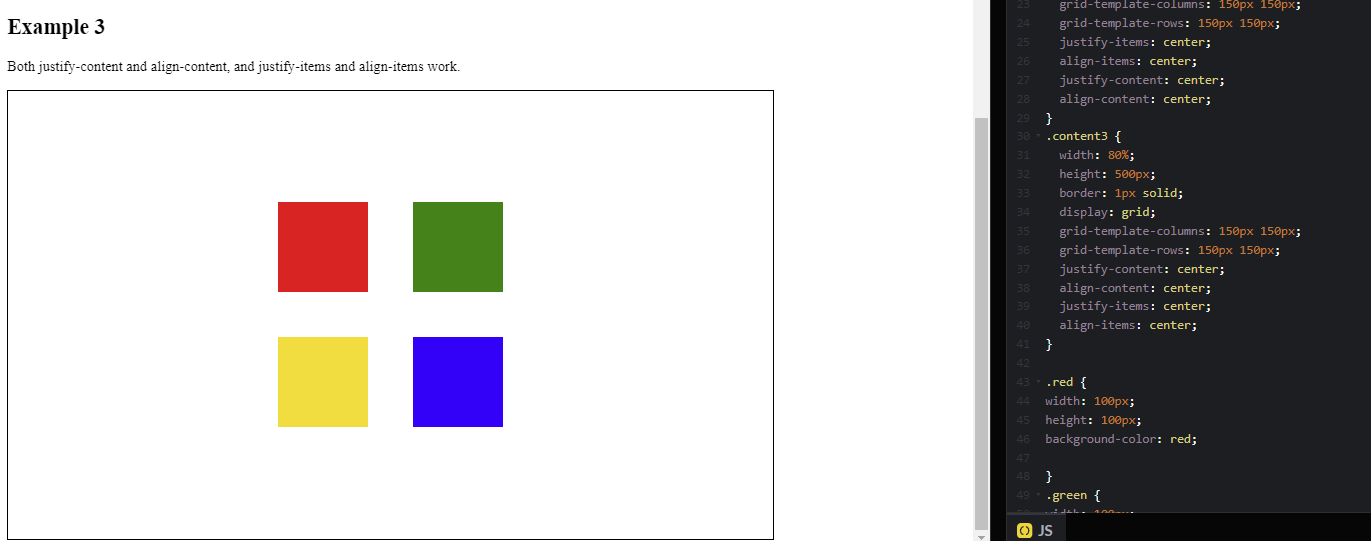 Example 3
Both justify-content and align-content, and justify-items and align-items work.
23 grid-template-columns: 150px 150px;
24 grid-template-rows: 150px 150px;
25 justify-items: center;
26 align-items: center;
27 justify-content: center;
28 align-content: center;
29 }
30 .content3 {
31 width: 80%;
32 height: 500px;
33 border: 1px solid;
34 display: grid;
35 grid-template-columns: 150px 150px;
36 grid-template-rows: 150px 150px;
37 justify-content: center;
38 align-content: center;
39 justify-items: center;
40 align-items: center;
41 }
42
43 .red {
44 width: 100px;
45 height: 100px;
46 background-color: red;
47
48 }
49 .green {
JS